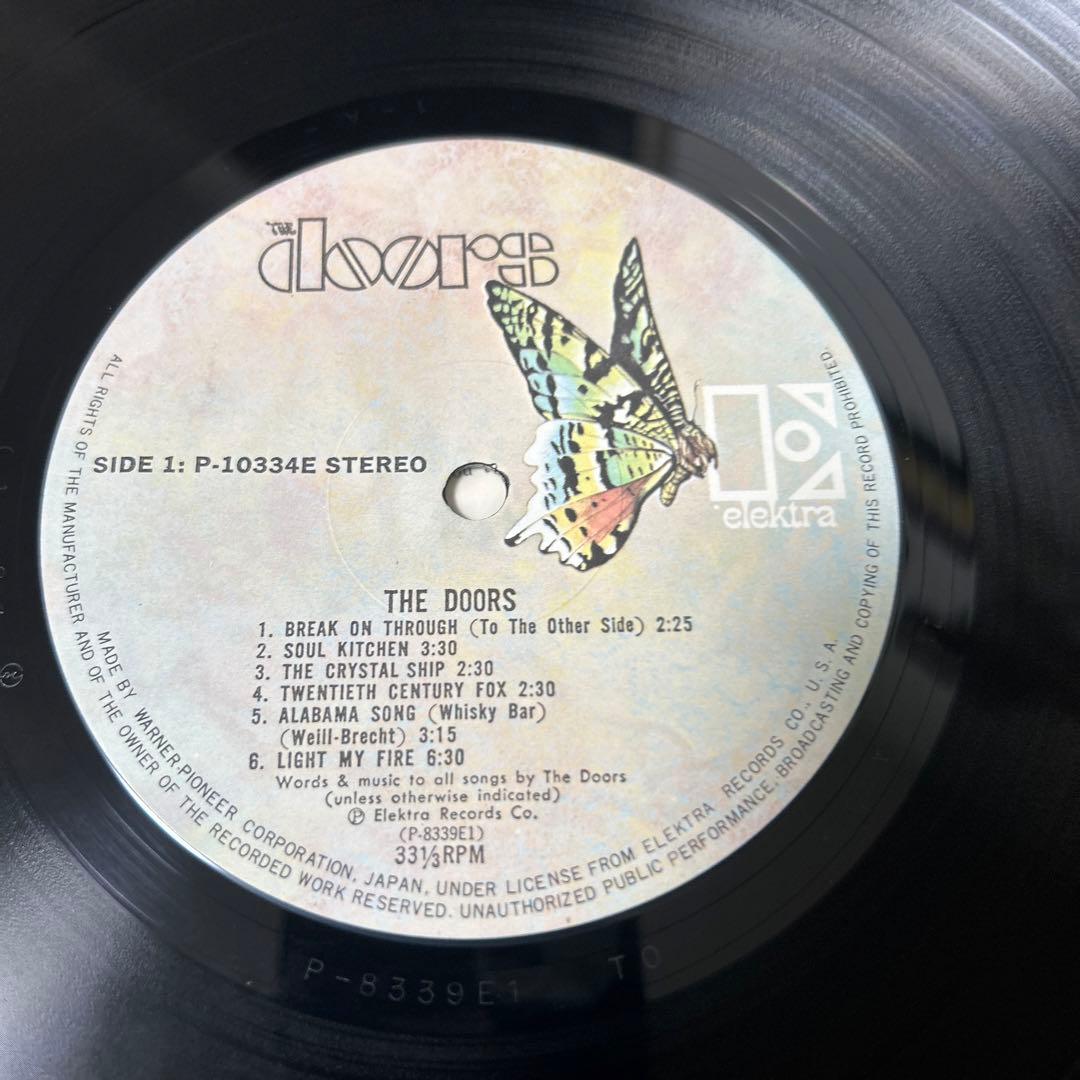 THE
doors
elektra
SIDE 1: P-10334E STEREO
THE DOORS
1. BREAK ON THROUGH (To The Other Side) 2:25
2. SOUL KITCHEN 3:30
3. THE CRYSTAL SHIP 2:30
4. TWENTIETH CENTURY FOX 2:30
5. ALABAMA SONG (Whisky Bar)
(Weill-Brecht) 3:15
6. LIGHT MY FIRE 6:30
Words & music to all songs by The Doors
(unless otherwise indicated)
Ⓟ Elektra Records Co.
(P-8339E1)
33⅓RPM
MADE BY WARNER-PIONEER CORPORATION, JAPAN, UNDER LICENSE FROM ELEKTRA RECORDS CO., U. S. A.
ALL RIGHTS OF THE MANUFACTURER AND OF THE OWNER OF THE RECORDED WORK RESERVED. UNAUTHORIZED PUBLIC PERFORMANCE, BROADCASTING AND COPYING OF THIS RECORD PROHIBITED.
P-8339E1 TO